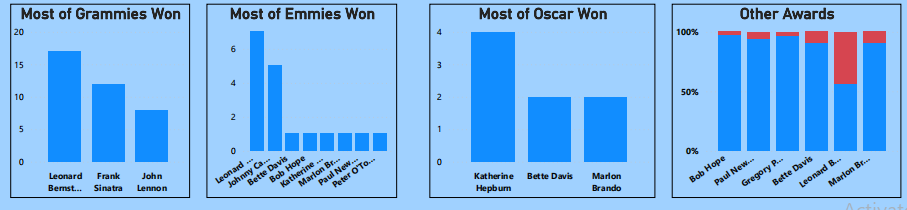 Most of Grammies Won
20
15
10
5
0
Leonard
Bernst...
Frank
Sinatra
John
Lennon
Most of Emmies Won
6
4
2
0
Leonard ...
Johnny Ca...
Bette Davis
Bob Hope
Katherine ...
Marlon Br...
Paul New...
Peter O'To...
Most of Oscar Won
4
3
2
1
0
Katherine
Hepburn
Bette Davis
Marlon
Brando
Other Awards
100%
50%
0%
Bob Hope
Paul New...
Gregory P...
Bette Davis
Leonard B...
Marlon Br...